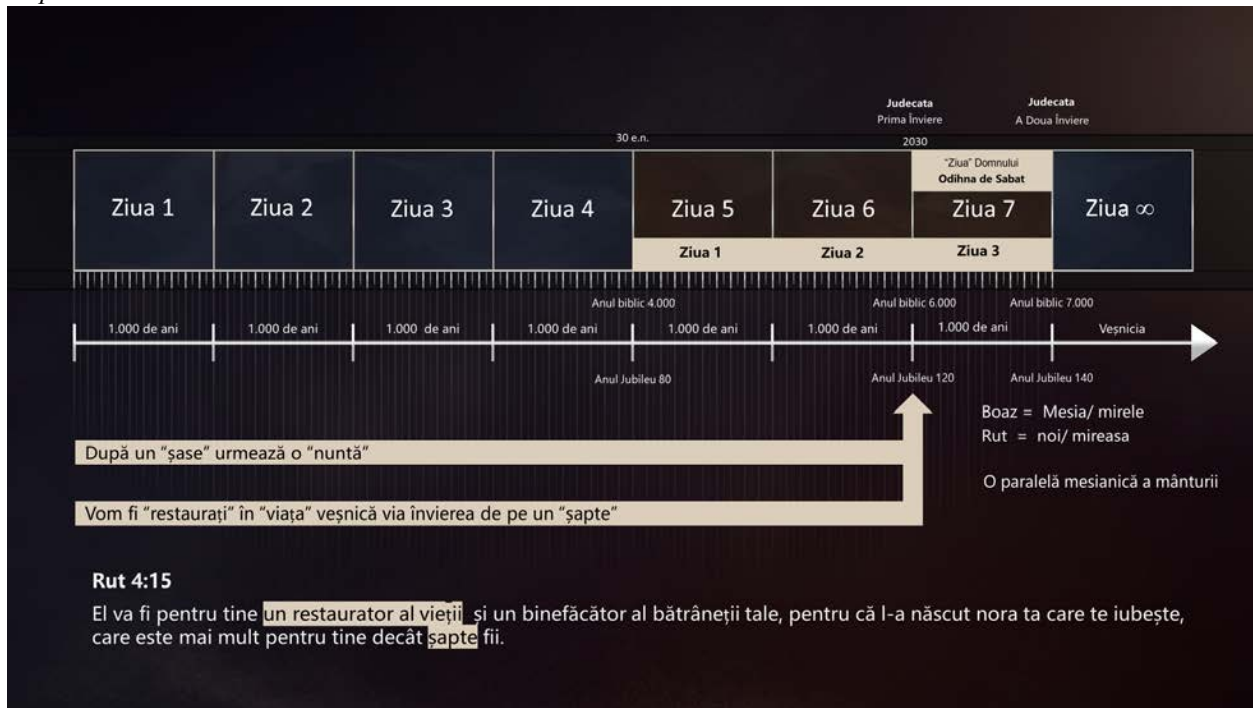 Judecata
Prima Înviere
Judecata
A Doua Înviere
30 e.n.
2030
Ziua 1
Ziua 2
Ziua 3
Ziua 4
Ziua 5
Ziua 6
"Ziua" Domnului
Odihna de Sabat
Ziua 7
Ziua ∞
Ziua 1
Ziua 2
Ziua 3
Anul biblic 4.000
Anul biblic 6.000
Anul biblic 7.000
1.000 de ani
1.000 de ani
1.000 de ani
1.000 de ani
1.000 de ani
1.000 de ani
1.000 de ani
Veșnicia
Anul Jubileu 80
Anul Jubileu 120
Anul Jubileu 140
Boaz = Mesia/ mirele
Rut = noi/ mireasa
O paralelă mesianică a mânturii
După un "șase" urmează o "nuntă"
Vom fi "restaurați" în "viața" veșnică via învierea de pe un "șapte"
Rut 4:15
El va fi pentru tine un restaurator al vieții și un binefăcător al bătrâneții tale, pentru că l-a născut nora ta care te iubește,
care este mai mult pentru tine decât șapte fii.